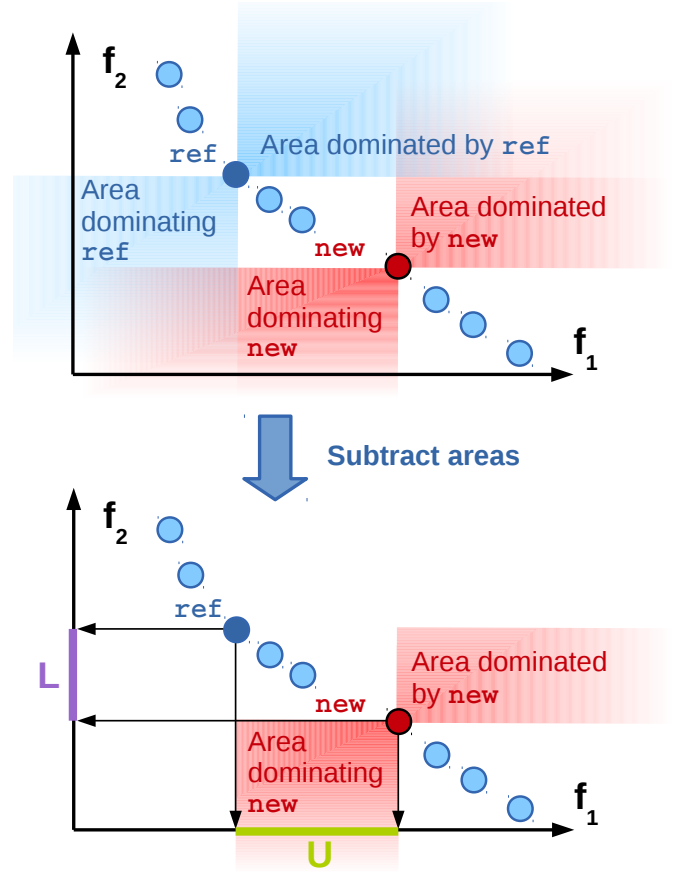 f2
ref
Area dominated by ref
Area
dominating
ref
Area dominated
by new
new
Area
dominating
new
f1
Subtract areas
f2
ref
L
Area dominated
by new
new
Area
dominating
new
f1
U